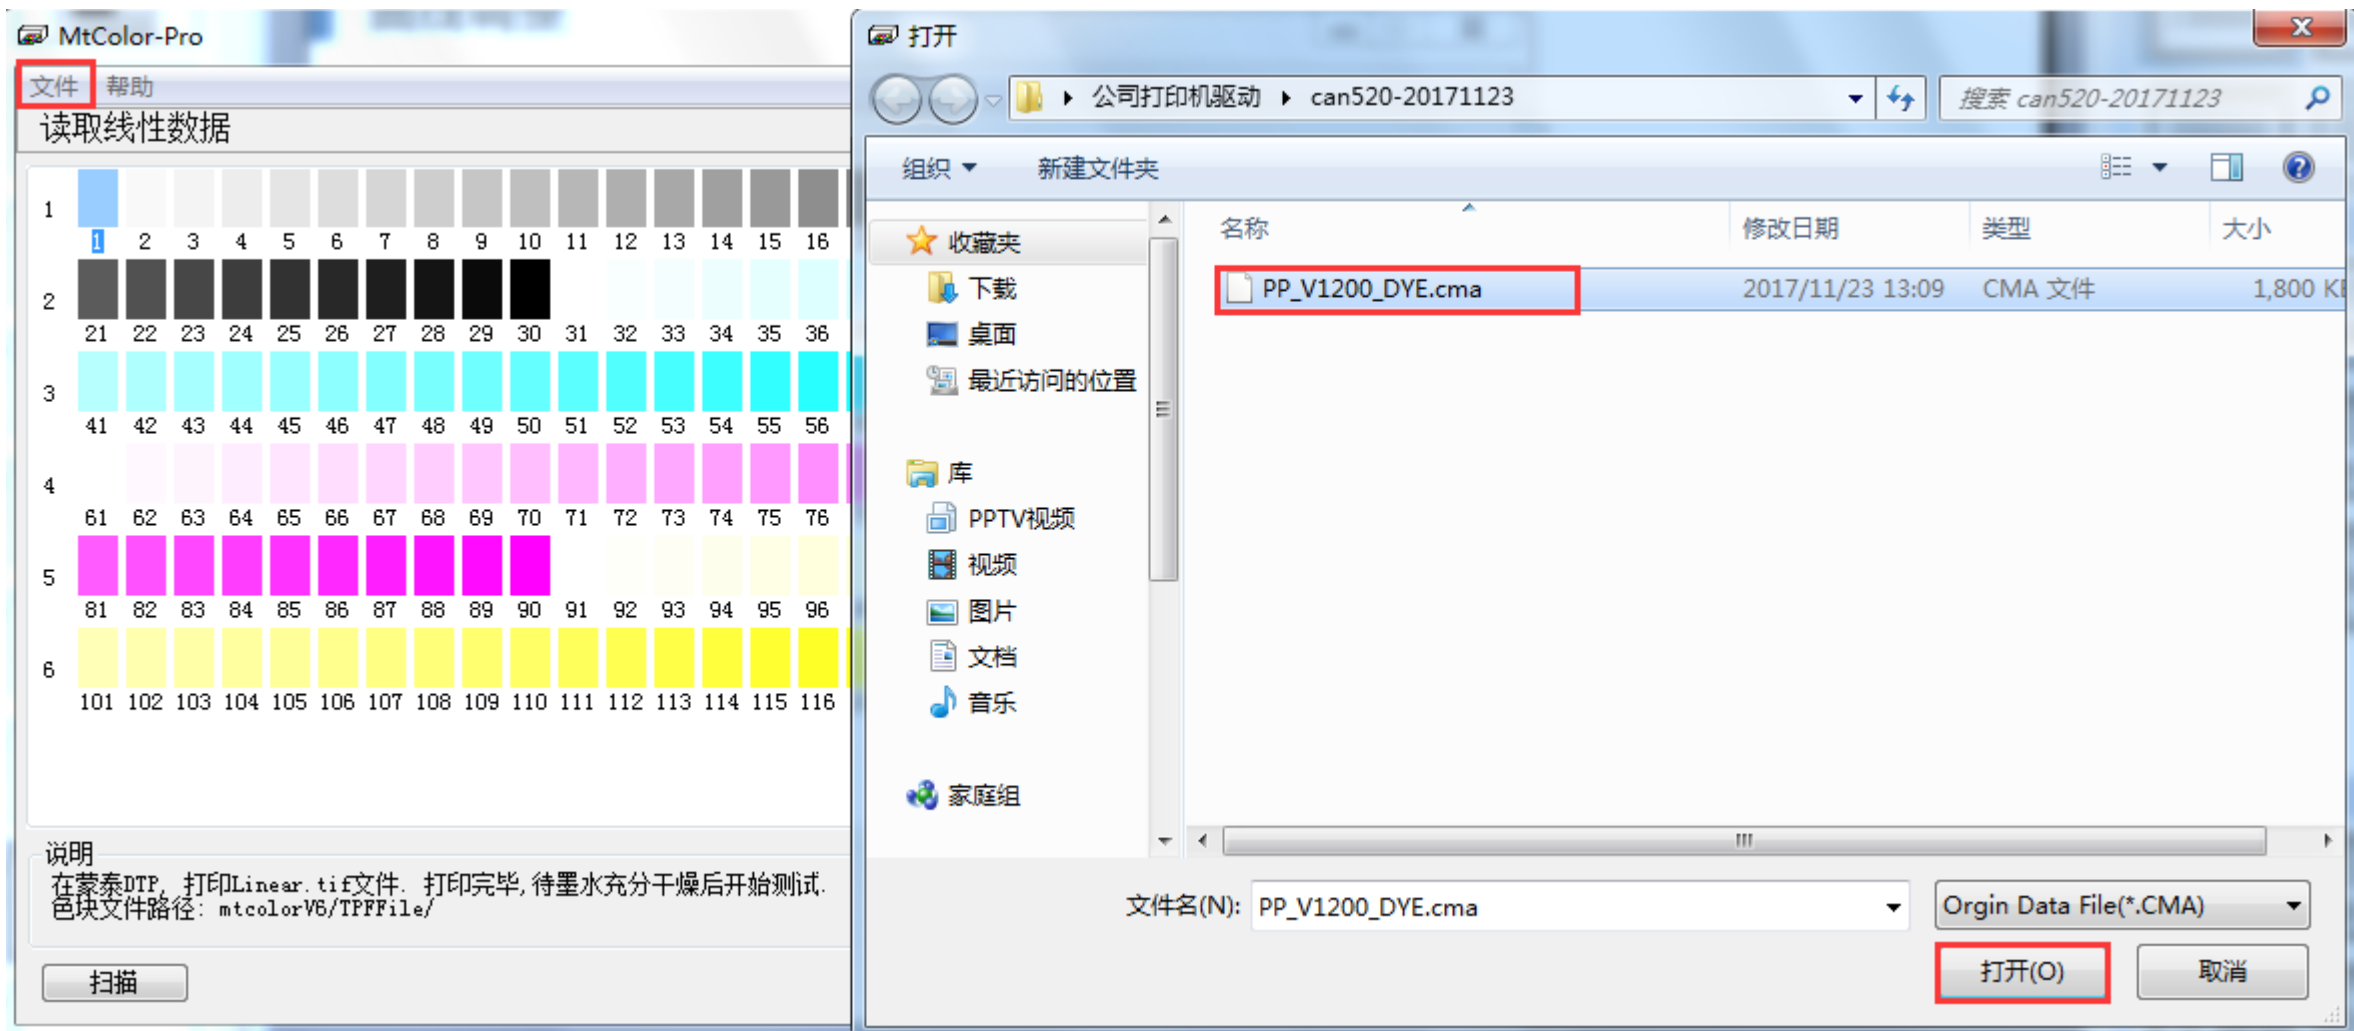 MtColor-Pro
文件 帮助
读取线性数据
1
1 2 3 4 5 6 7 8 9 10 11 12 13 14 15 16
2
21 22 23 24 25 26 27 28 29 30 31 32 33 34 35 36
3
41 42 43 44 45 46 47 48 49 50 51 52 53 54 55 56
4
61 62 63 64 65 66 67 68 69 70 71 72 73 74 75 76
5
81 82 83 84 85 86 87 88 89 90 91 92 93 94 95 96
6
101 102 103 104 105 106 107 108 109 110 111 112 113 114 115 116
说明
在蒙泰DTP, 打印Linear.tif文件. 打印完毕,待墨水充分干燥后开始测试.
色块文件路径: mtcolorV6/TPFFile/
扫描
打开
公司打印机驱动 can520-20171123
搜索 can520-20171123
组织 新建文件夹
收藏夹
下载
桌面
最近访问的位置
库
PPTV视频
视频
图片
文档
音乐
家庭组
名称 修改日期 类型 大小
PP_V1200_DYE.cma 2017/11/23 13:09 CMA 文件 1,800 KB
文件名(N): PP_V1200_DYE.cma Orgin Data File(*.CMA)
打开(O) 取消